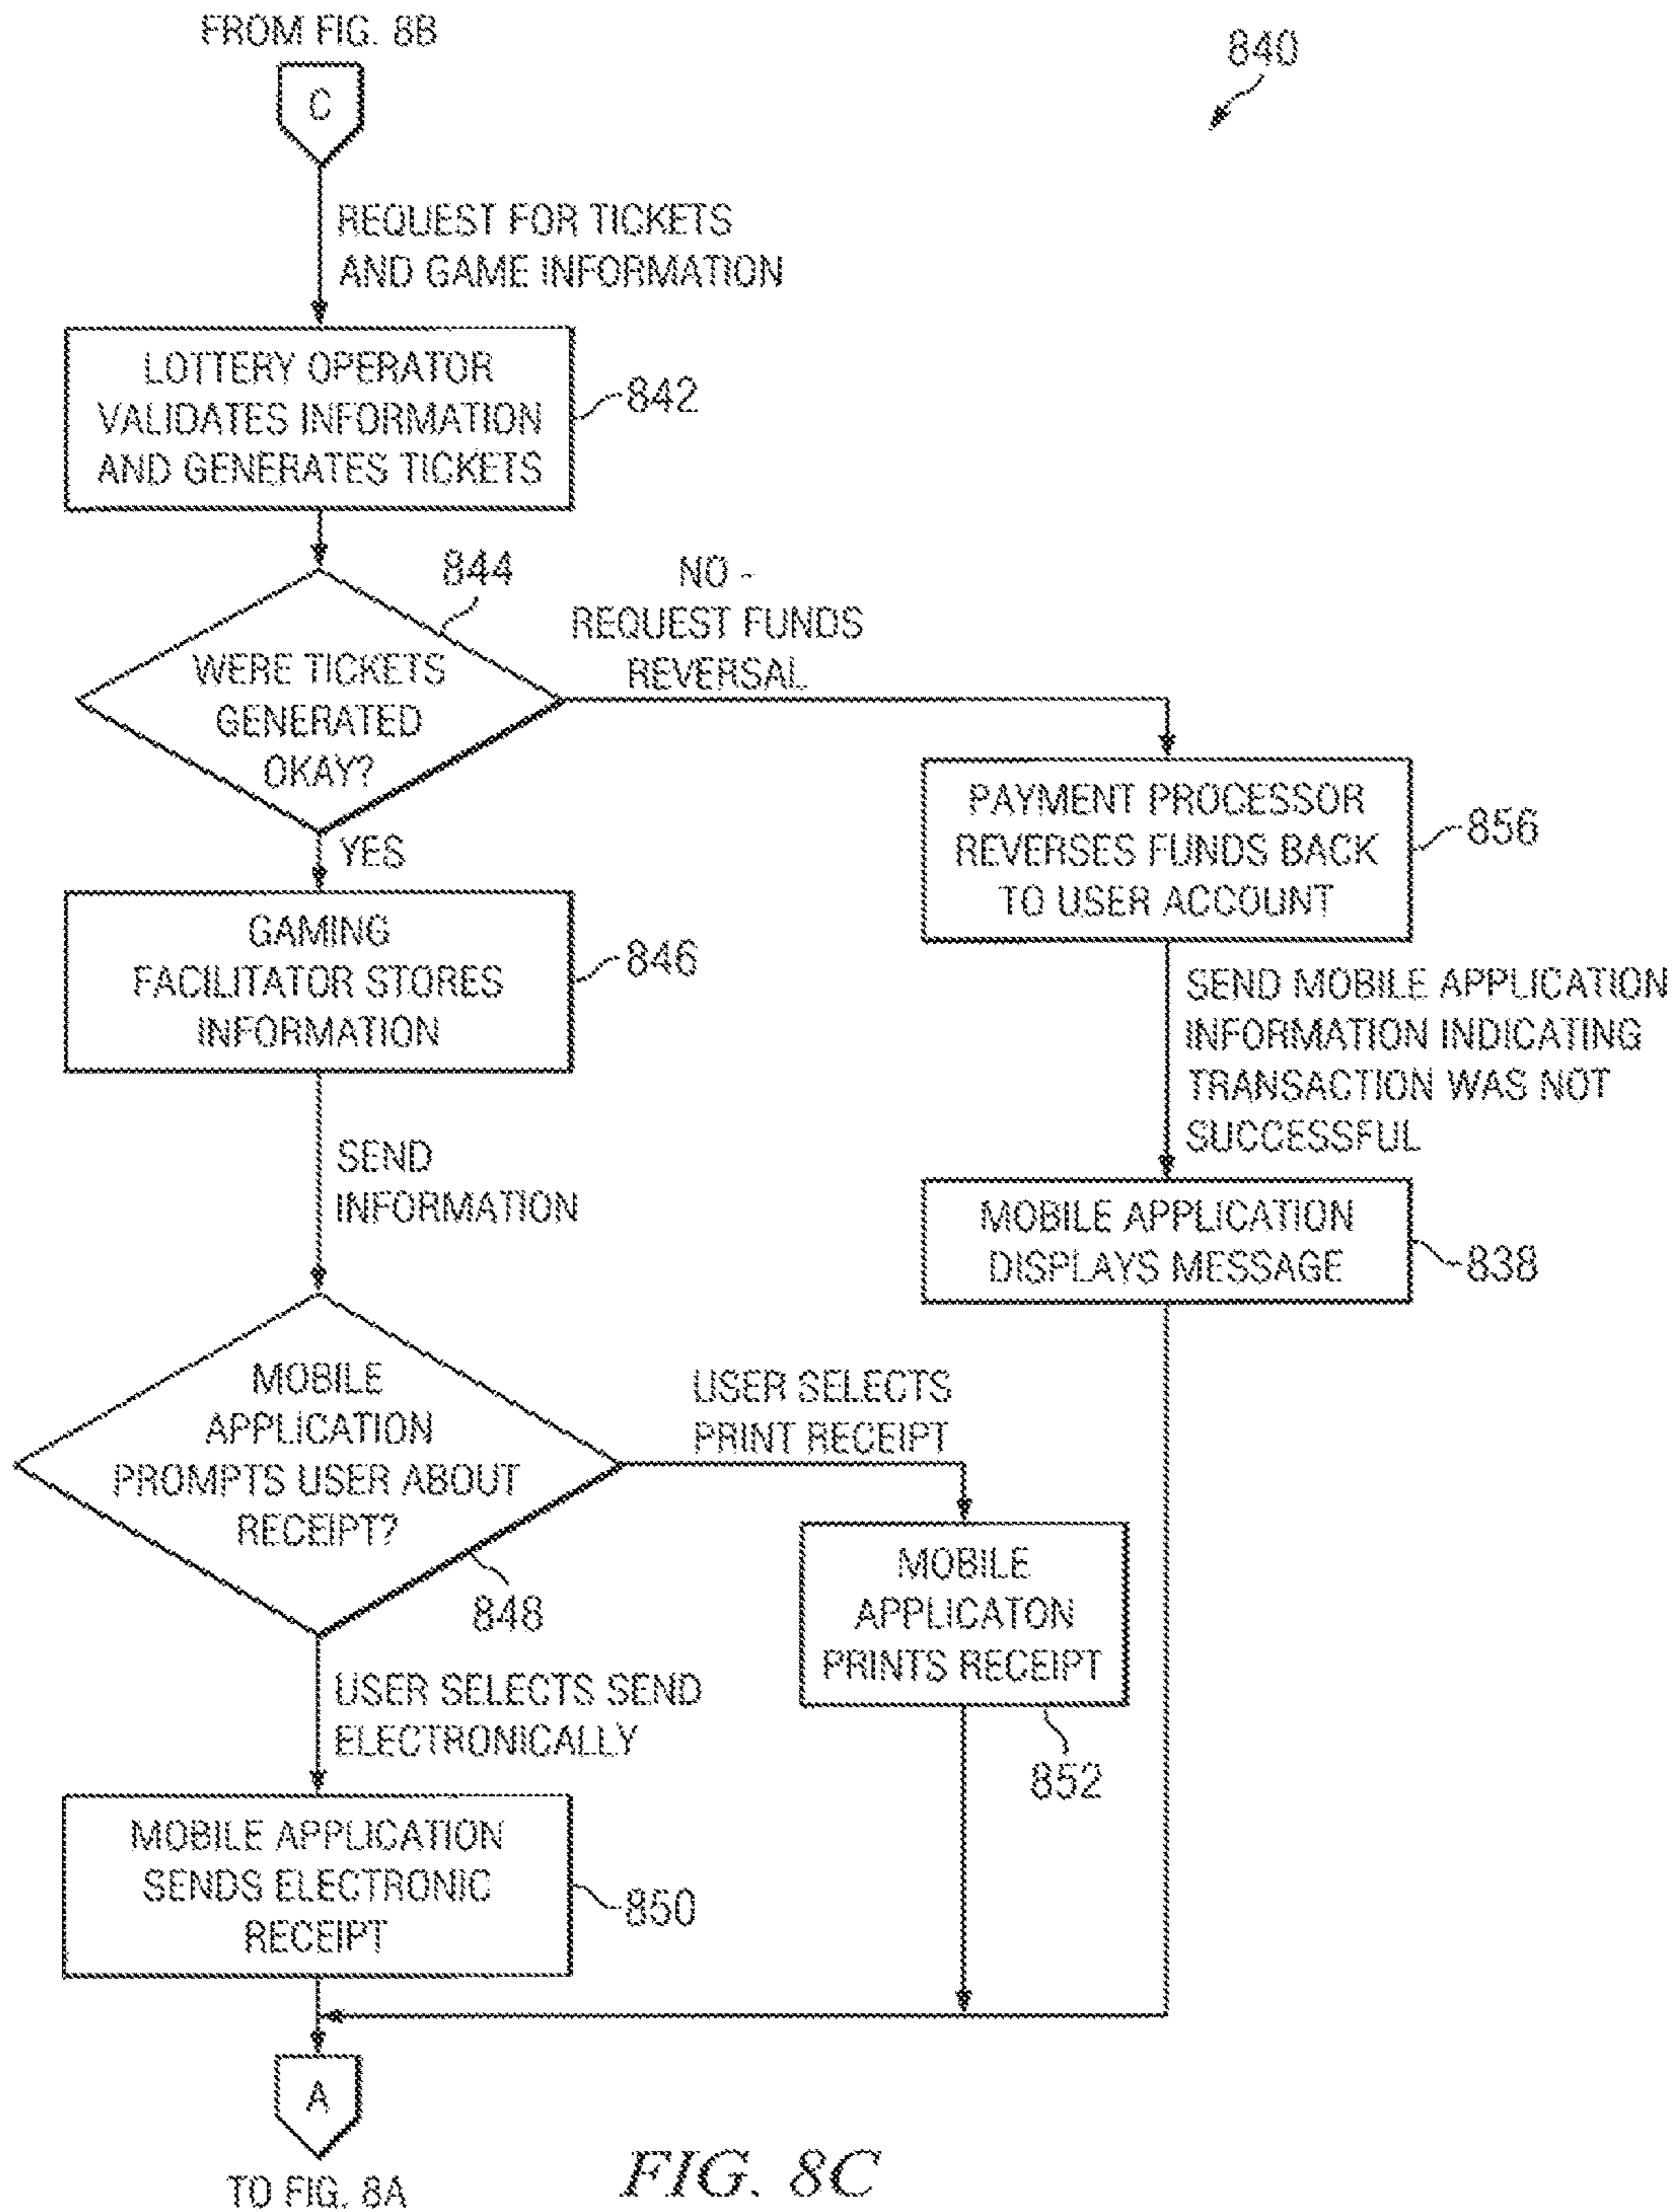 FROM FIG. 8B
840
C
REQUEST FOR TICKETS
AND GAME INFORMATION
LOTTERY OPERATOR
VALIDATES INFORMATION
AND GENERATES TICKETS
842
844
NO -
REQUEST FUNDS
REVERSAL
WERE TICKETS
GENERATED
OKAY?
YES
PAYMENT PROCESSOR
REVERSES FUNDS BACK
TO USER ACCOUNT
856
GAMING
FACILITATOR STORES
INFORMATION
846
SEND MOBILE APPLICATION
INFORMATION INDICATING
TRANSACTION WAS NOT
SUCCESSFUL
SEND
INFORMATION
MOBILE APPLICATION
DISPLAYS MESSAGE
838
MOBILE
APPLICATION
PROMPTS USER ABOUT
RECEIPT?
848
USER SELECTS
PRINT RECEIPT
MOBILE
APPLICATON
PRINTS RECEIPT
852
USER SELECTS SEND
ELECTRONICALLY
MOBILE APPLICATION
SENDS ELECTRONIC
RECEIPT
850
A
TO FIG. 8A
FIG. 8C